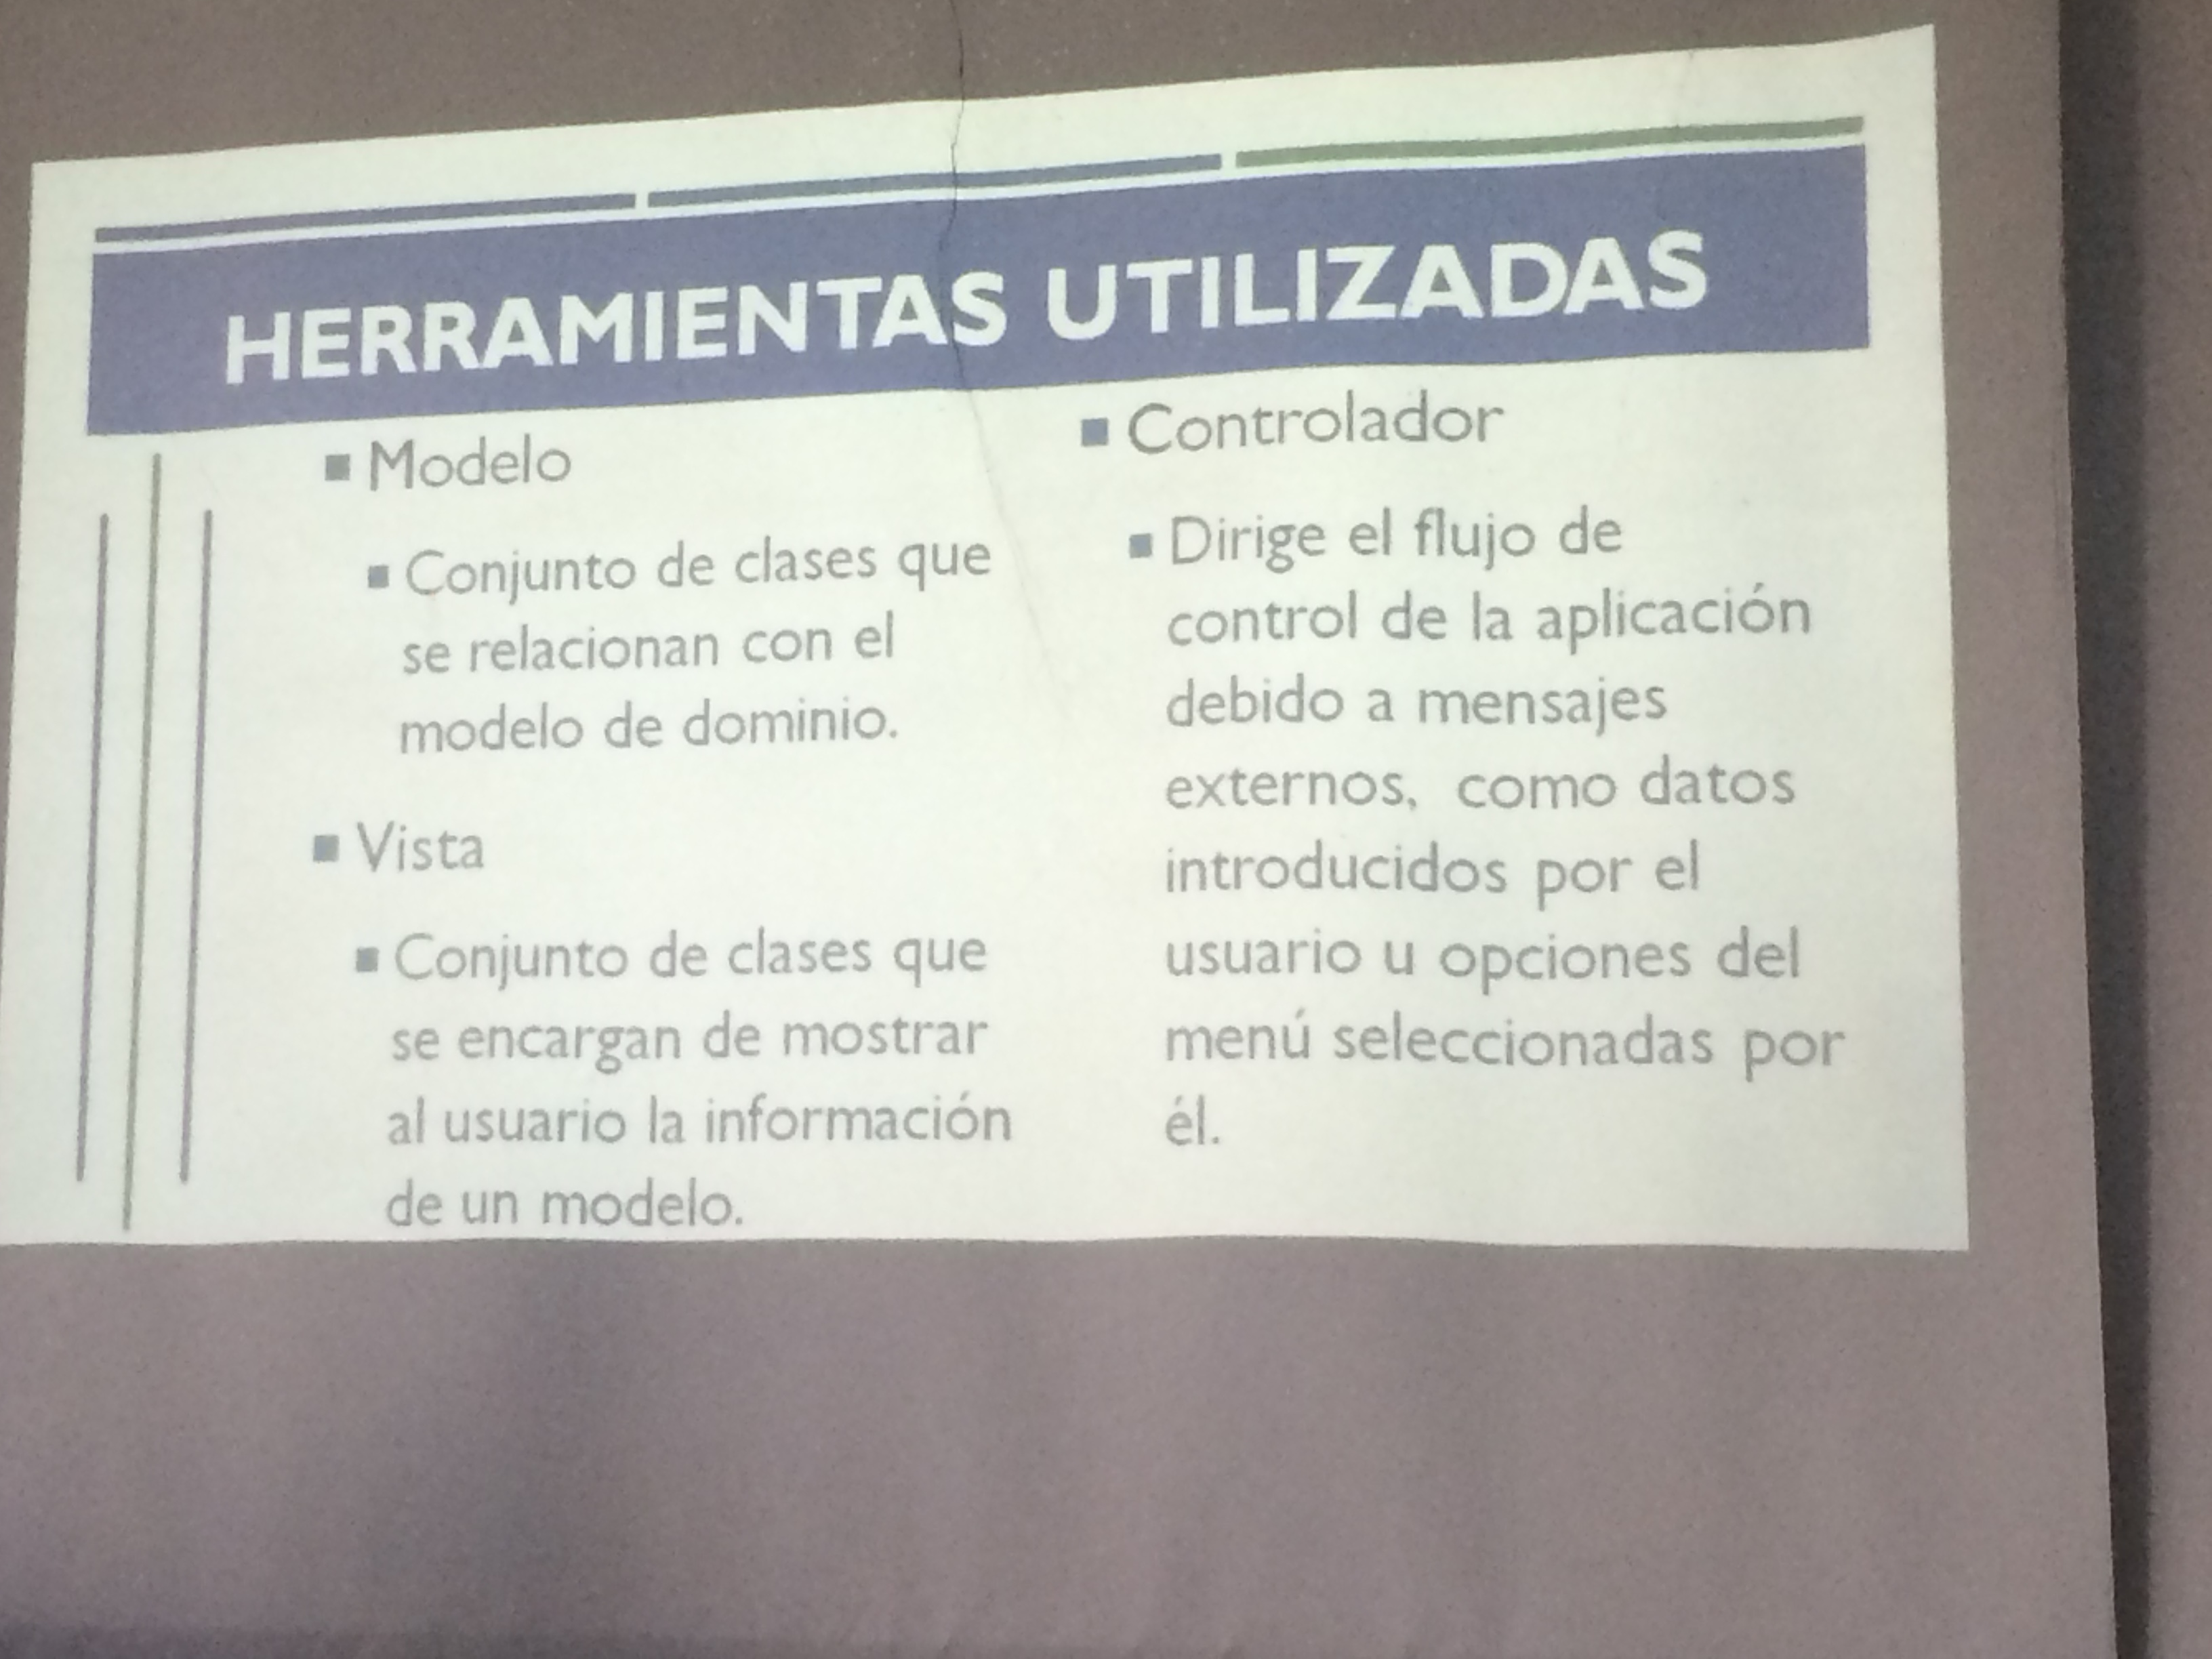 HERRAMIENTAS UTILIZADAS
Modelo
Conjunto de clases que
se relacionan con el
modelo de dominio.
Vista
Conjunto de clases que
se encargan de mostrar
al usuario la información
de un modelo.
Controlador
Dirige el flujo de
control de la aplicación
debido a mensajes
externos, como datos
introducidos por el
usuario u opciones del
menú seleccionadas por
él.